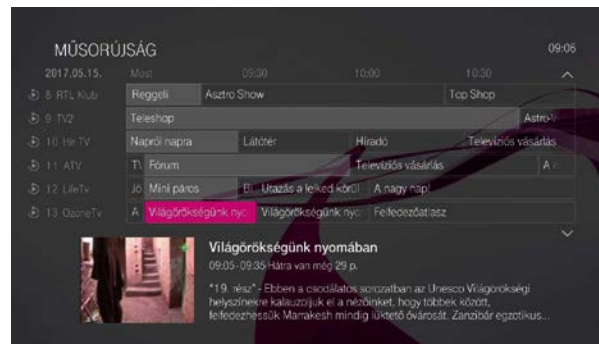 MŰSORÚJSÁG 09:06
2017.05.15. Most 09:30 10:00 10:30
8 RTL Klub Reggeli Asztro Show Top Shop
9 TV2 Teleshop Astro-V
10 Hír TV Napról napra Látótér Híradó Televíziós vásárlás
11 ATV Fórum Televíziós vásárlás A
12 LifeTv Jó Mini páros Utazás a lelked körül A nagy nap!
13 OzoneTv A Világörökségünk nyo Világörökségünk nyo Felfedezőatlasz
Világörökségünk nyomában
09:05-09:35 Hátra van még 29 p.
"19. rész" - Ebben a csodálatos sorozatban az Unesco Világörökségi
helyszínekre kalauzoljuk el a nézőinket, hogy többek között,
felfedezhessük Marrakesh mindig lüktető óvárosát, Zanzibár egzotikus...